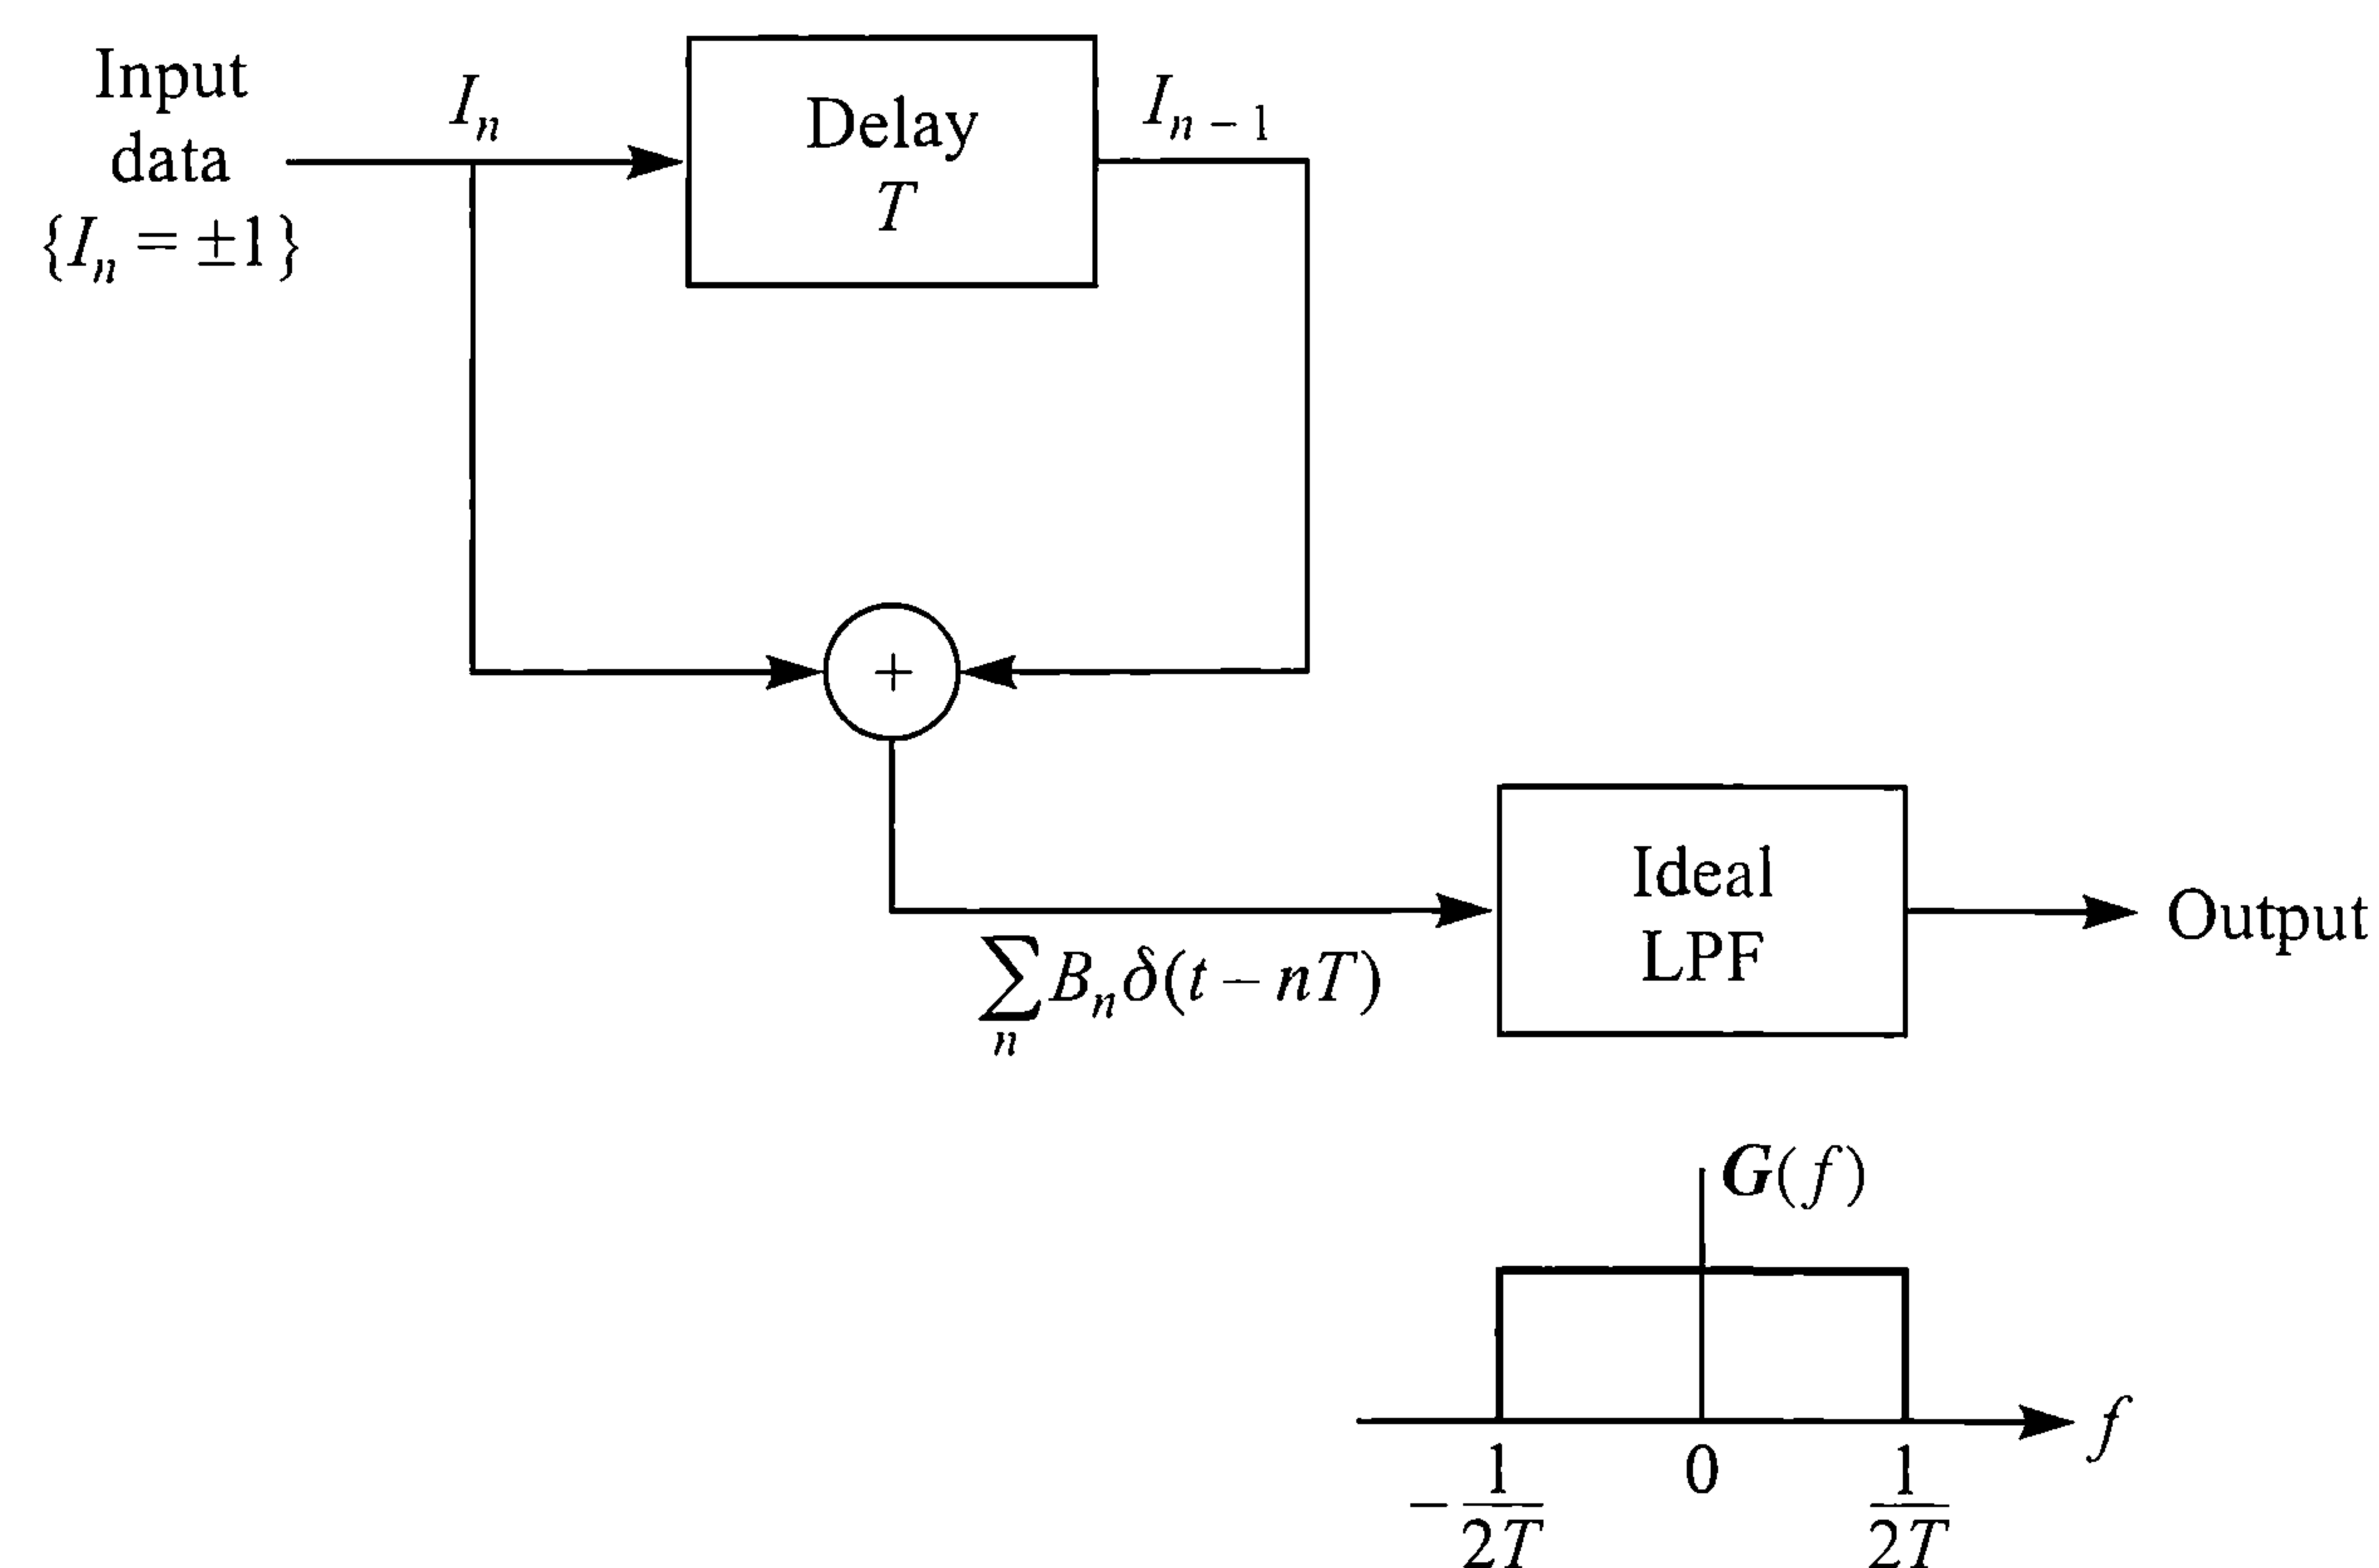 Input
data
{I_n = ±1}
I_n
Delay
T
I_{n − 1}
+
∑_n B_n δ(t − nT)
Ideal
LPF
Output
G(f)
f
−1/2T
0
1/2T